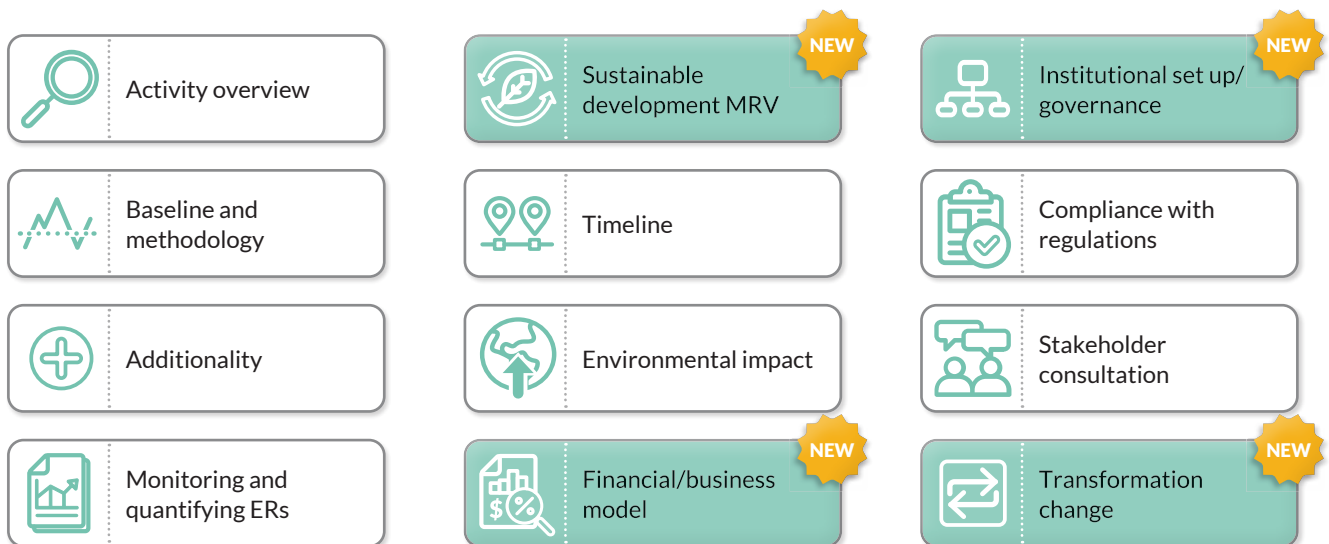 Activity overview
Sustainable
development MRV
NEW
Institutional set up/
governance
NEW
Baseline and
methodology
Timeline
Compliance with
regulations
Additionality
Environmental impact
Stakeholder
consultation
Monitoring and
quantifying ERs
$ %
Financial/business
model
NEW
Transformation
change
NEW